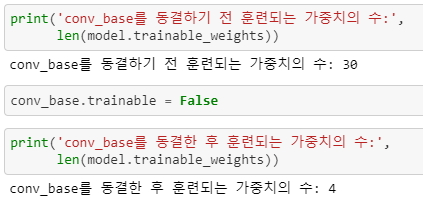 print('conv_base를 동결하기 전 훈련되는 가중치의 수:',
len(model.trainable_weights))
conv_base를 동결하기 전 훈련되는 가중치의 수: 30
conv_base.trainable = False
print('conv_base를 동결한 후 훈련되는 가중치의 수:',
len(model.trainable_weights))
conv_base를 동결한 후 훈련되는 가중치의 수: 4